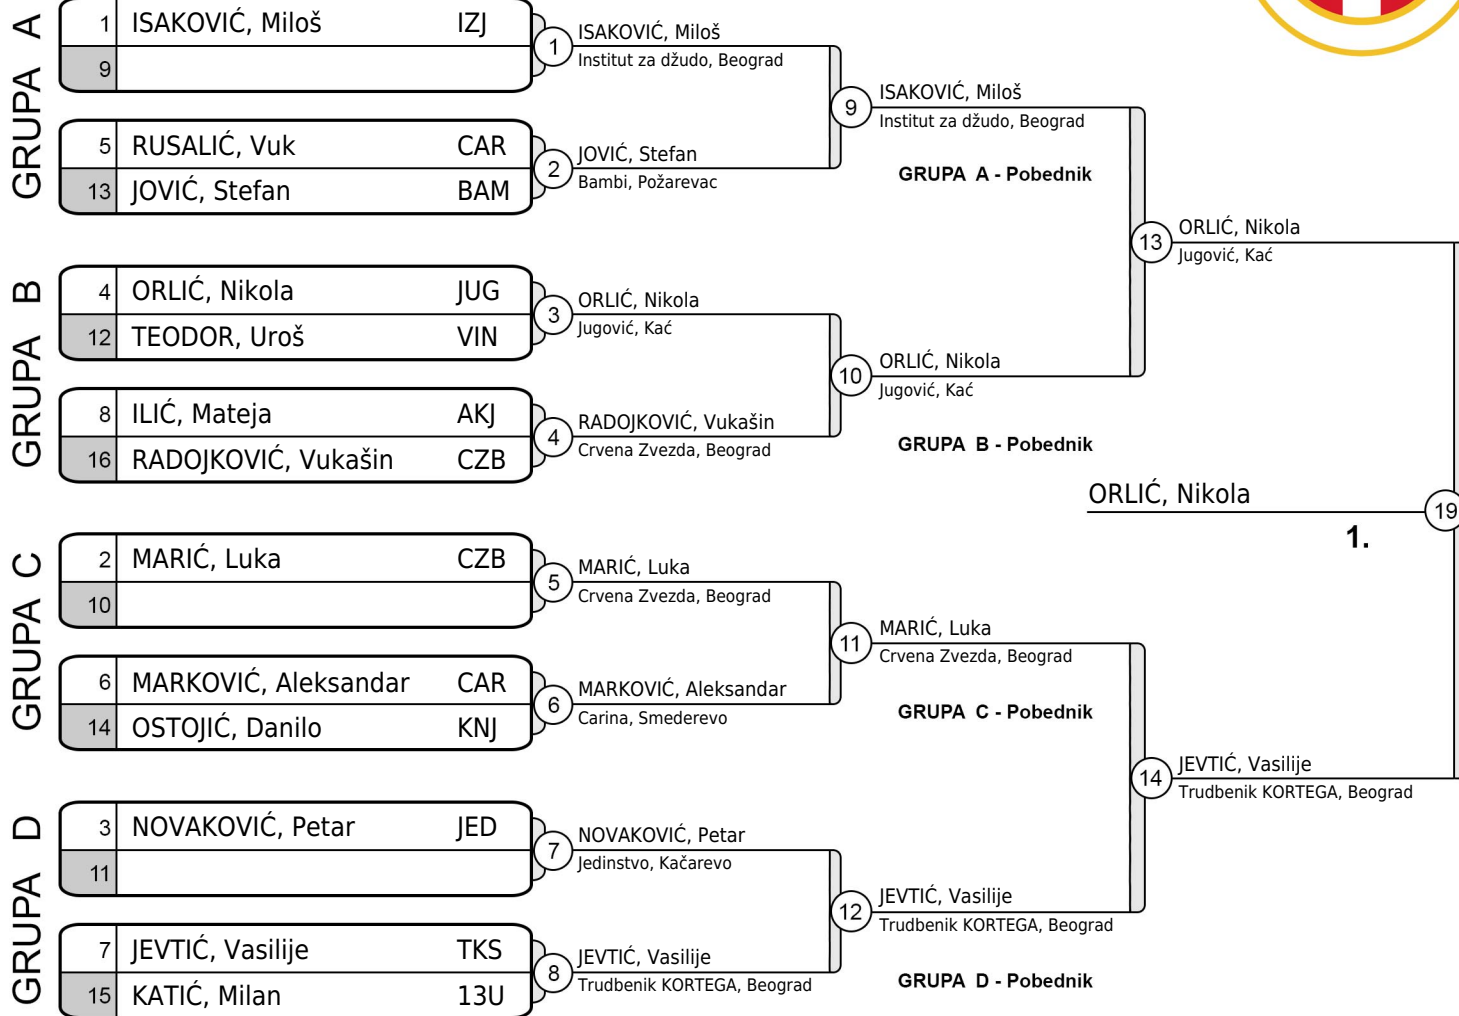 GRUPA A
1 ISAKOVIĆ, Miloš IZJ
9
5 RUSALIĆ, Vuk CAR
13 JOVIĆ, Stefan BAM
GRUPA B
4 ORLIĆ, Nikola JUG
12 TEODOR, Uroš VIN
8 ILIĆ, Mateja AKJ
16 RADOJKOVIĆ, Vukašin CZB
GRUPA C
2 MARIĆ, Luka CZB
10
6 MARKOVIĆ, Aleksandar CAR
14 OSTOJIĆ, Danilo KNJ
GRUPA D
3 NOVAKOVIĆ, Petar JED
11
7 JEVTIĆ, Vasilije TKS
15 KATIĆ, Milan 13U
1
ISAKOVIĆ, Miloš
Institut za džudo, Beograd
2
JOVIĆ, Stefan
Bambi, Požarevac
3
ORLIĆ, Nikola
Jugović, Kać
4
RADOJKOVIĆ, Vukašin
Crvena Zvezda, Beograd
5
MARIĆ, Luka
Crvena Zvezda, Beograd
6
MARKOVIĆ, Aleksandar
Carina, Smederevo
7
NOVAKOVIĆ, Petar
Jedinstvo, Kačarevo
8
JEVTIĆ, Vasilije
Trudbenik KORTEGA, Beograd
9
ISAKOVIĆ, Miloš
Institut za džudo, Beograd
GRUPA A - Pobednik
10
ORLIĆ, Nikola
Jugović, Kać
GRUPA B - Pobednik
11
MARIĆ, Luka
Crvena Zvezda, Beograd
GRUPA C - Pobednik
12
JEVTIĆ, Vasilije
Trudbenik KORTEGA, Beograd
GRUPA D - Pobednik
13
ORLIĆ, Nikola
Jugović, Kać
14
JEVTIĆ, Vasilije
Trudbenik KORTEGA, Beograd
ORLIĆ, Nikola
19
1.